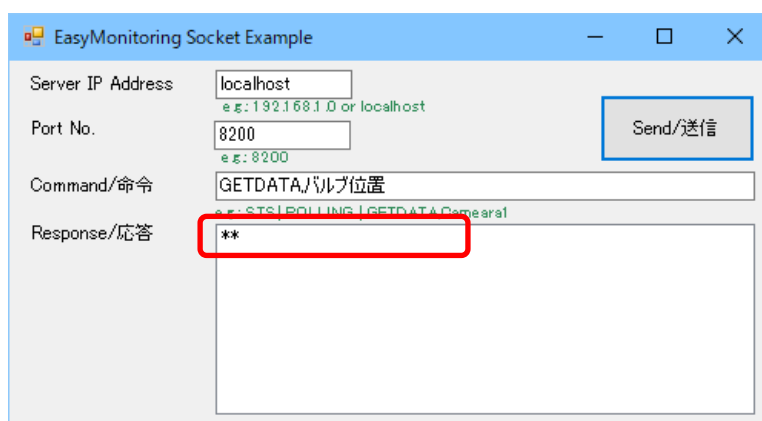 EasyMonitoring Socket Example
Server IP Address
localhost
e.g.: 192.168.1.0 or localhost
Send/送信
Port No.
8200
e.g.: 8200
Command/命令
GETDATA,バルブ位置
e.g.: STS | POLLING | GETDATA,Cameara1
Response/応答
**